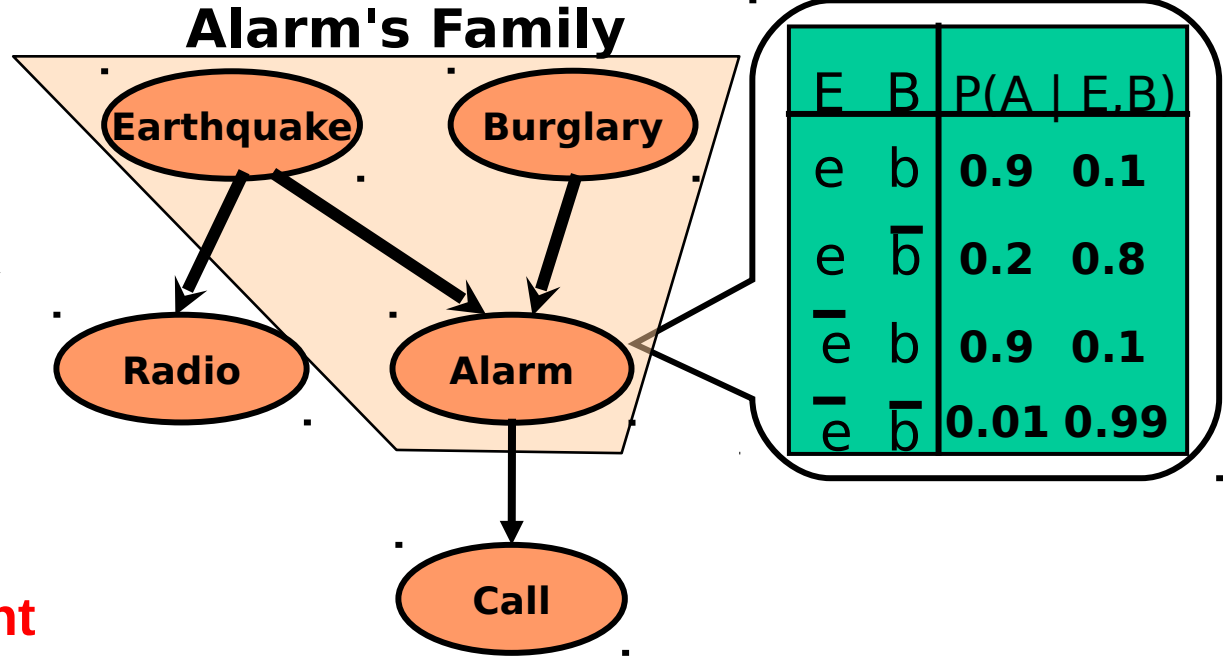 Alarm's Family
Earthquake
Burglary
Radio
Alarm
Call
E B P(A | E,B)
e b 0.9 0.1
e b̅ 0.2 0.8
e̅ b 0.9 0.1
e̅ b̅ 0.01 0.99
nt